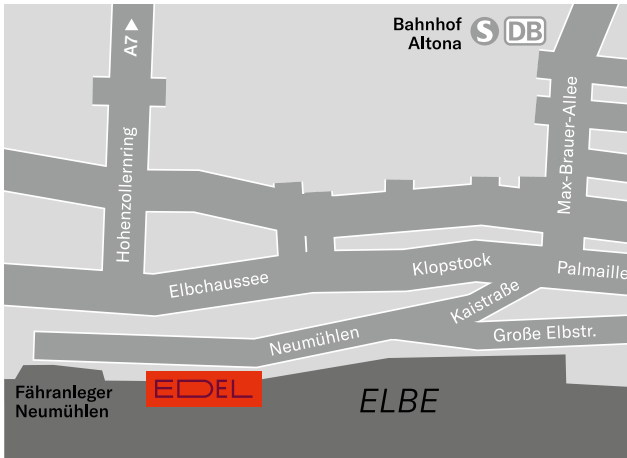 A7
Bahnhof
Altona
S DB
Hohenzollernring
Max-Brauer-Allee
Elbchaussee
Klopstock
Palmaille
Kaistraße
Neumühlen
Große Elbstr.
Fähranleger
Neumühlen
EDEL
ELBE